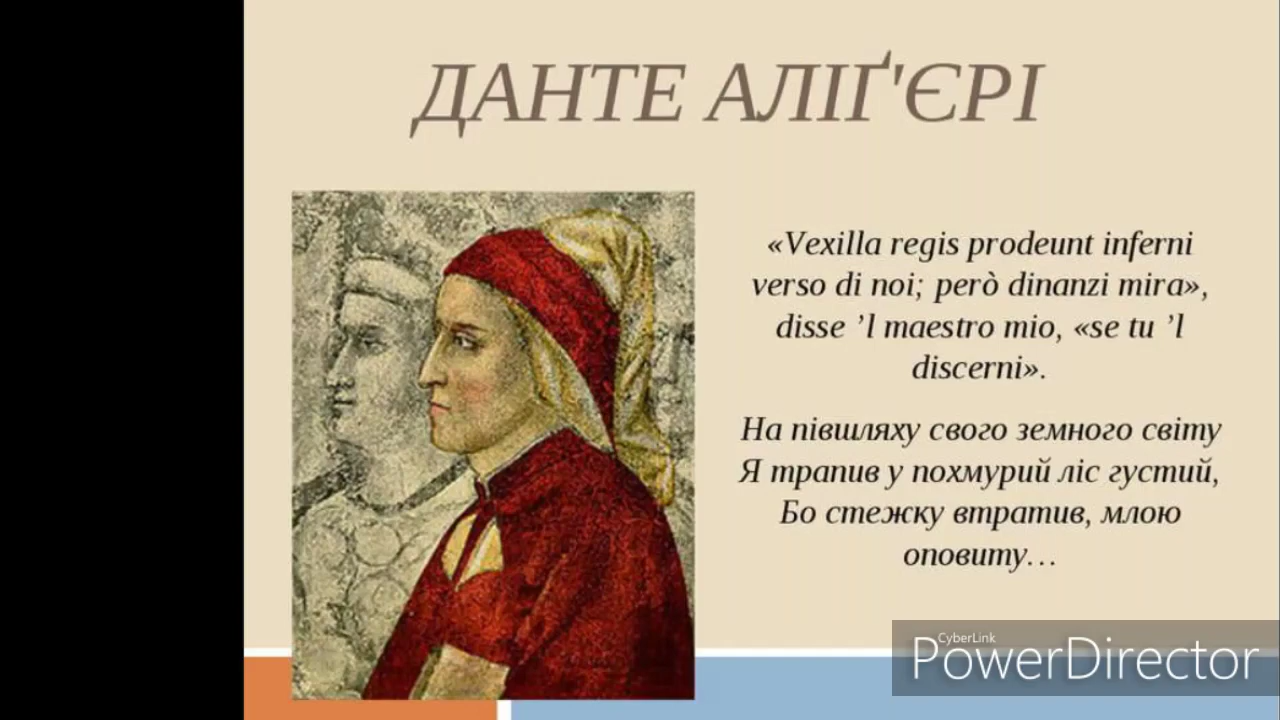 ДАНТЕ АЛІҐ'ЄРІ
«Vexilla regis prodeunt inferni
verso di noi; però dinanzi mira»,
disse ’l maestro mio, «se tu ’l
discerni».
На півшляху свого земного світу
Я трапив у похмурий ліс густий,
Бо стежку втратив, млою
оповиту…
CyberLink
PowerDirector